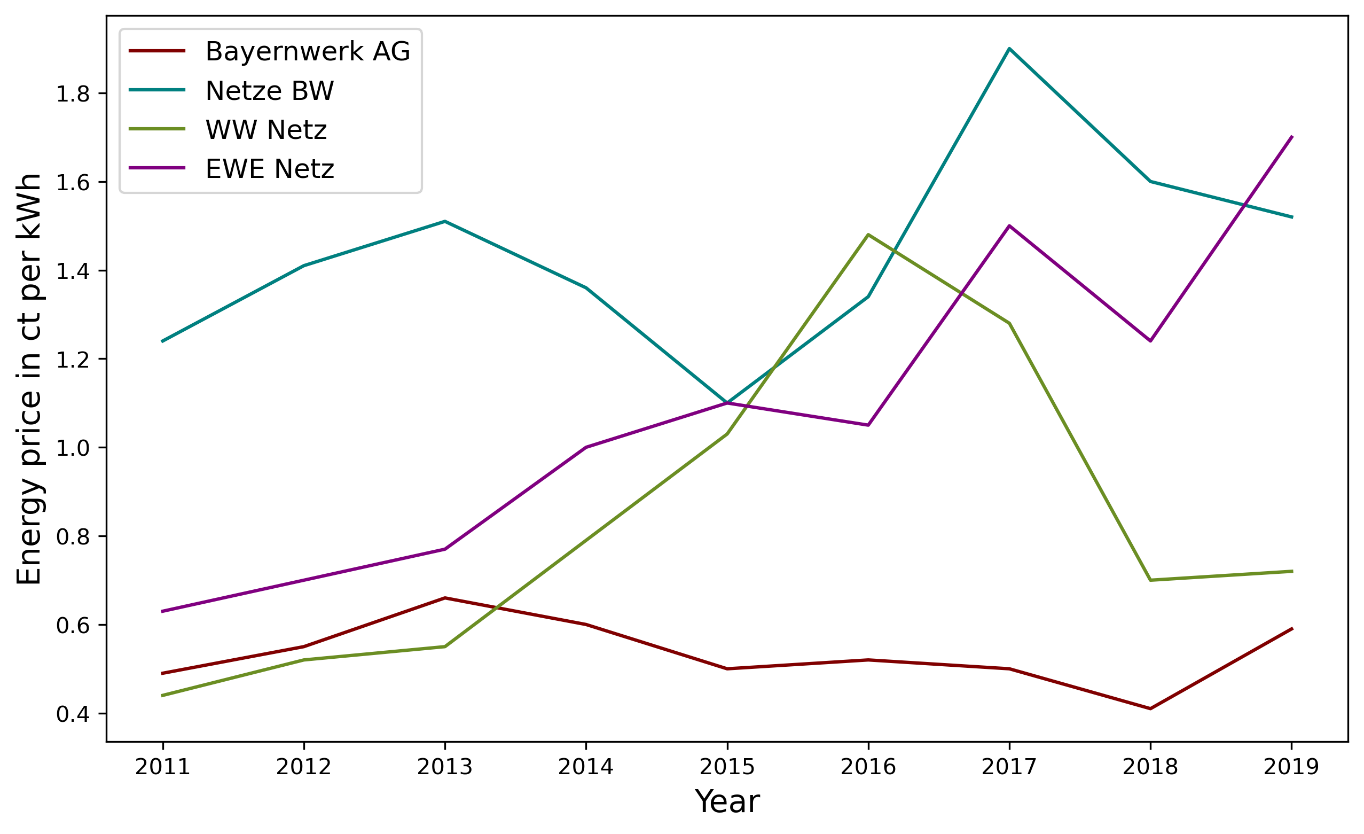 Bayernwerk AG
Netze BW
WW Netz
EWE Netz
Energy price in ct per kWh
1.8
1.6
1.4
1.2
1.0
0.8
0.6
0.4
2011 2012 2013 2014 2015 2016 2017 2018 2019
Year